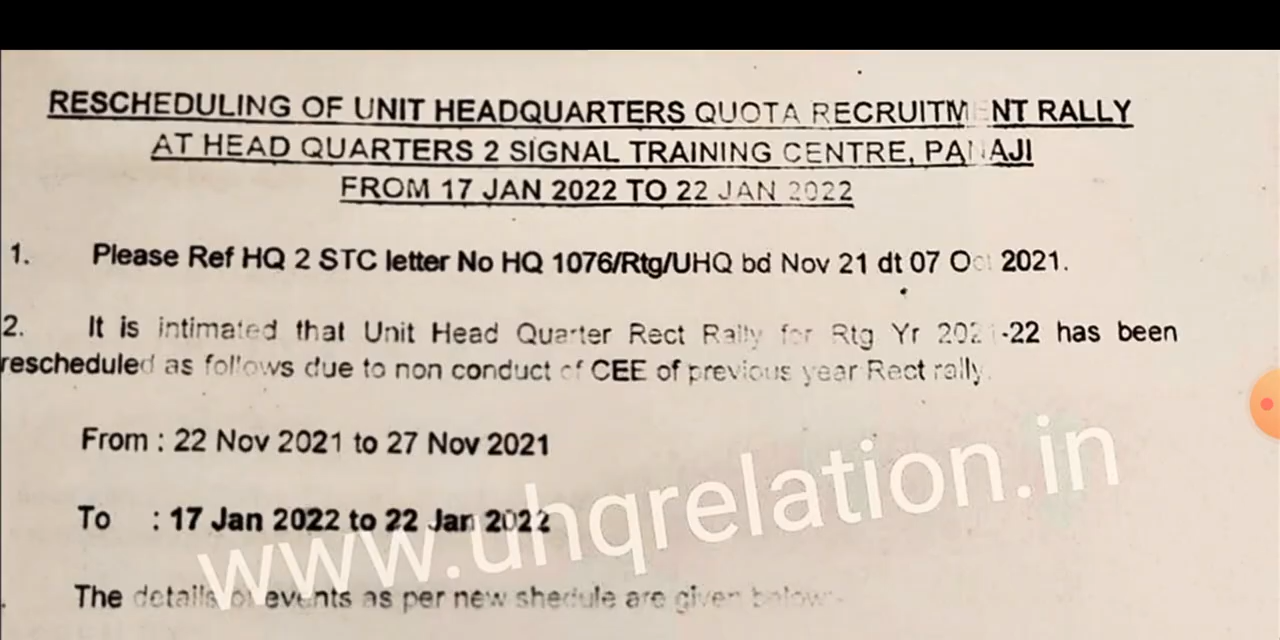 RESCHEDULING OF UNIT HEADQUARTERS QUOTA RECRUITMENT RALLY
AT HEAD QUARTERS 2 SIGNAL TRAINING CENTRE, PANAJI
FROM 17 JAN 2022 TO 22 JAN 2022
1. Please Ref HQ 2 STC letter No HQ 1076/Rtg/UHQ bd Nov 21 dt 07 Oct 2021.
2. It is intimated that Unit Head Quarter Rect Rally for Rtg Yr 2021-22 has been
rescheduled as follows due to non conduct of CEE of previous year Rect rally.
From : 22 Nov 2021 to 27 Nov 2021
To : 17 Jan 2022 to 22 Jan 2022
www.uhqrelation.in
The details of events as per new shedule are given below:-